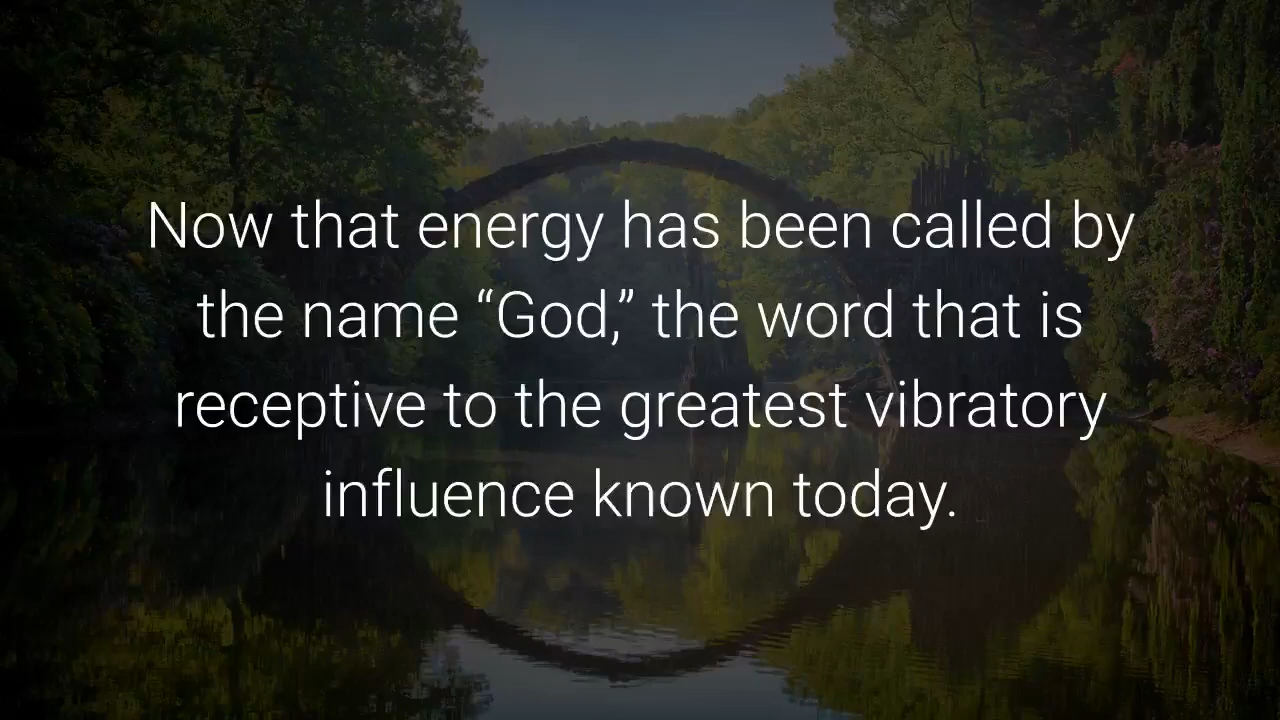 Now that energy has been called by
the name “God,” the word that is
receptive to the greatest vibratory
influence known today.